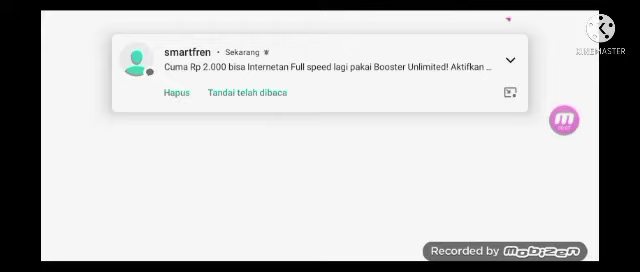 smartfren • Sekarang
Cuma Rp 2.000 bisa Internetan Full speed lagi pakai Booster Unlimited! Aktifkan ...
Hapus Tandai telah dibaca
KINEMASTER
Recorded by mobizen